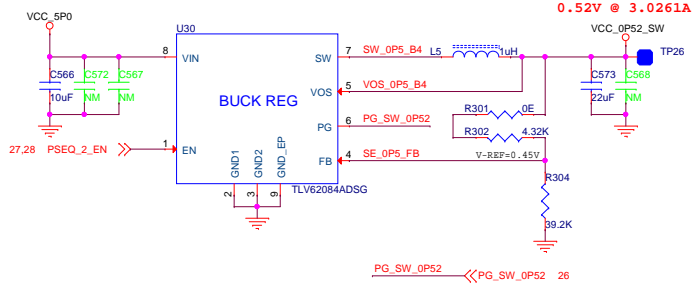 0.52V @ 3.0261A
VCC_5P0
VCC_0P52_SW
U30
TP26
8
VIN
SW
7
SW_0P5_B4
L5
1uH
C566
C572
C567
10uF
NM
NM
VOS
5
VOS_0P5_B4
C573
C568
22uF
NM
BUCK REG
R301
0E
PG
6
PG_SW_0P52
R302
4.32K
27,28
PSEQ_2_EN
1
EN
FB
4
SE_0P5_FB
V-REF=0.45V
GND1
GND2
GND_EP
R304
2
3
9
TLV62084ADSG
39.2K
PG_SW_0P52
PG_SW_0P52
26